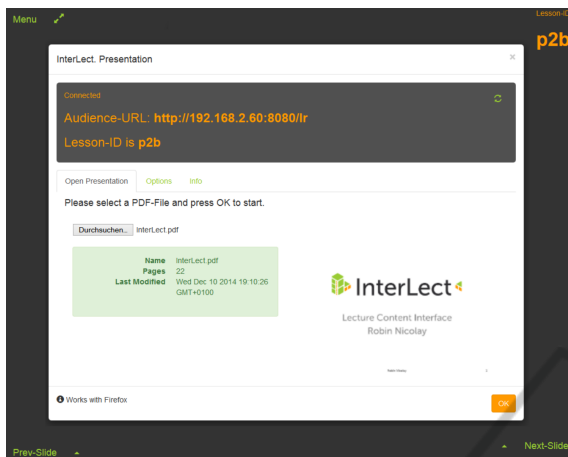 Menu
Lesson-ID
p2b
InterLect. Presentation
×
Connected
Audience-URL: http://192.168.2.60:8080/lr
Lesson-ID is p2b
Open Presentation Options Info
Please select a PDF-File and press OK to start.
Durchsuchen.. InterLect.pdf
Name InterLect.pdf
Pages 22
Last Modified Wed Dec 10 2014 19:10:26
GMT+0100
InterLect
Lecture Content Interface
Robin Nicolay
Robin Nicolay 1
Works with Firefox
OK
Prev-Slide
Next-Slide